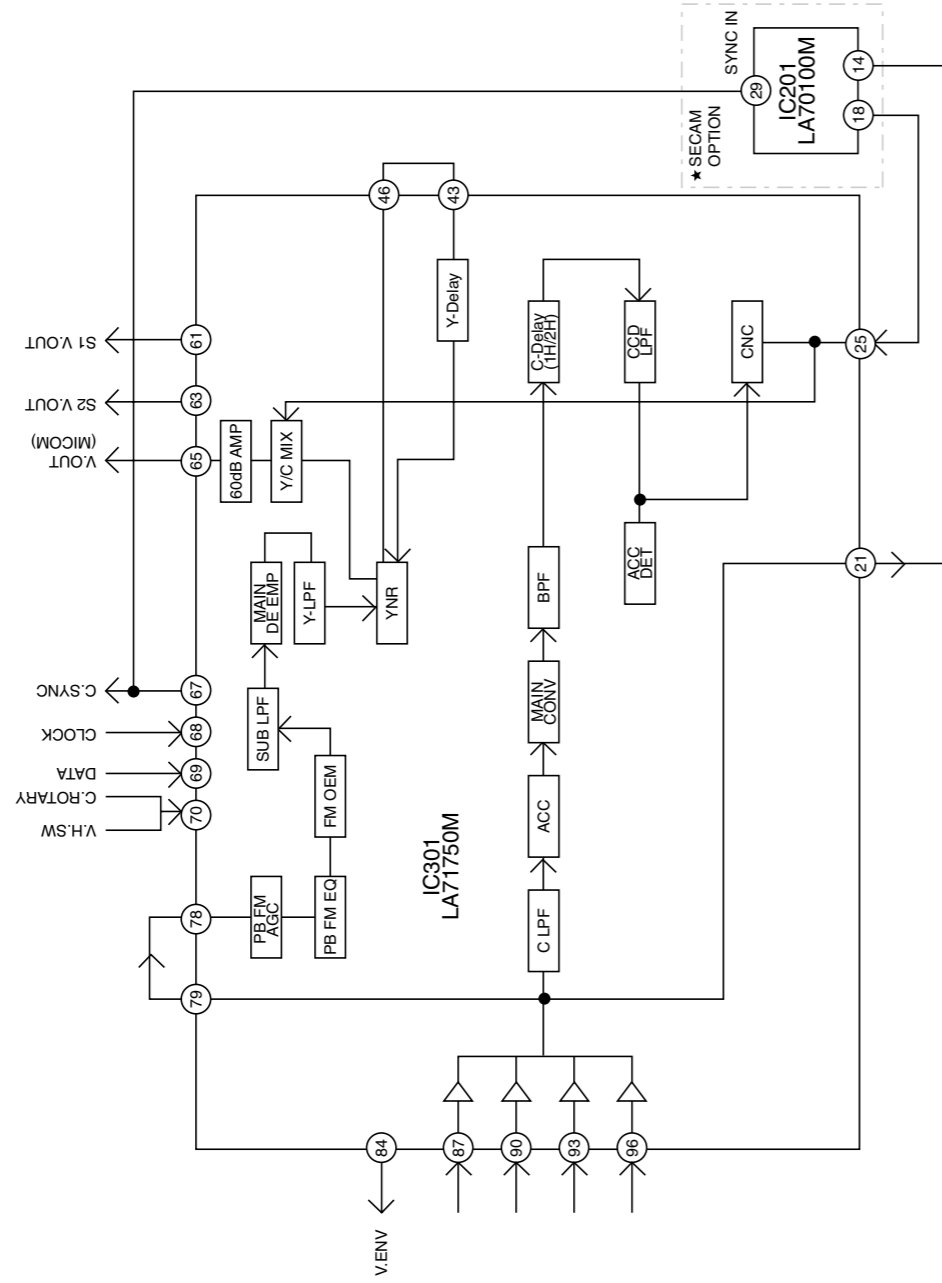 SYNC IN
29
IC201
LA70100M
14
18
★ SECAM
OPTION
46
43
S1 V.OUT
61
S2 V.OUT
63
V.OUT
(MICOM)
65
60dB AMP
Y/C MIX
Y-Delay
C-Delay
(1H/2H)
CCD
LPF
CNC
25
MAIN
DE EMP
Y-LPF
YNR
BPF
ACC
DET
21
C.SYNC
67
CLOCK
68
DATA
69
C.ROTARY
V.H.SW
70
SUB LPF
FM OEM
MAIN
CONV
ACC
IC301
LA71750M
78
PB FM
AGC
PB FM EQ
C LPF
79
84
V.ENV
87
90
93
96